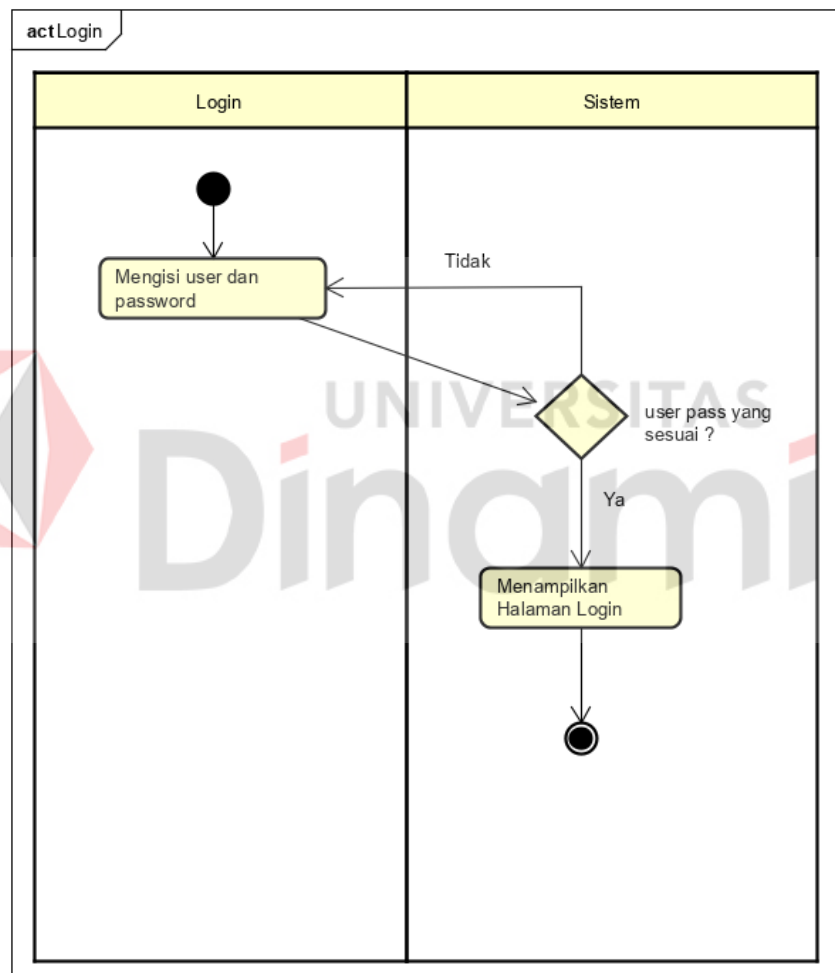 act Login
Login
Sistem
Mengisi user dan
password
Tidak
UNIVERSITAS
Dinami
user pass yang
sesuai ?
Ya
Menampilkan
Halaman Login